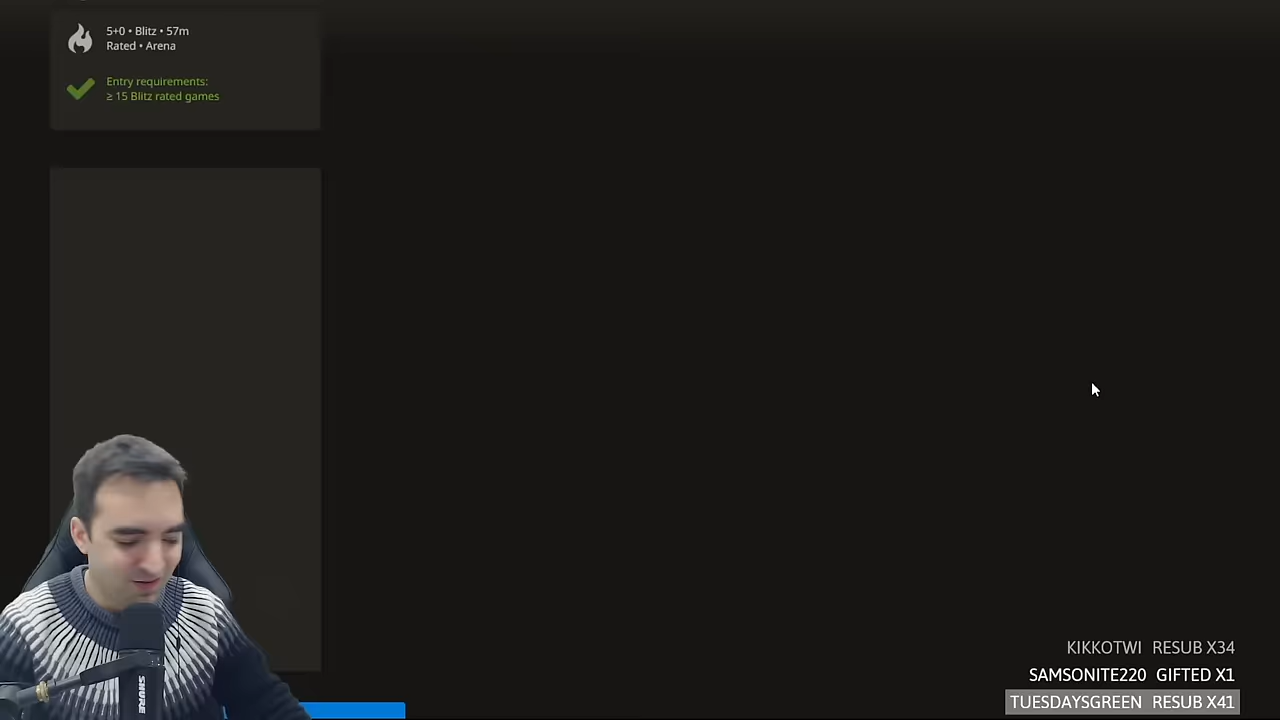 5+0 • Blitz • 57m
Rated • Arena
Entry requirements:
≥ 15 Blitz rated games
KIKKOTWI RESUB X34
SAMSONITE220 GIFTED X1
TUESDAYSGREEN RESUB X41
SHURE